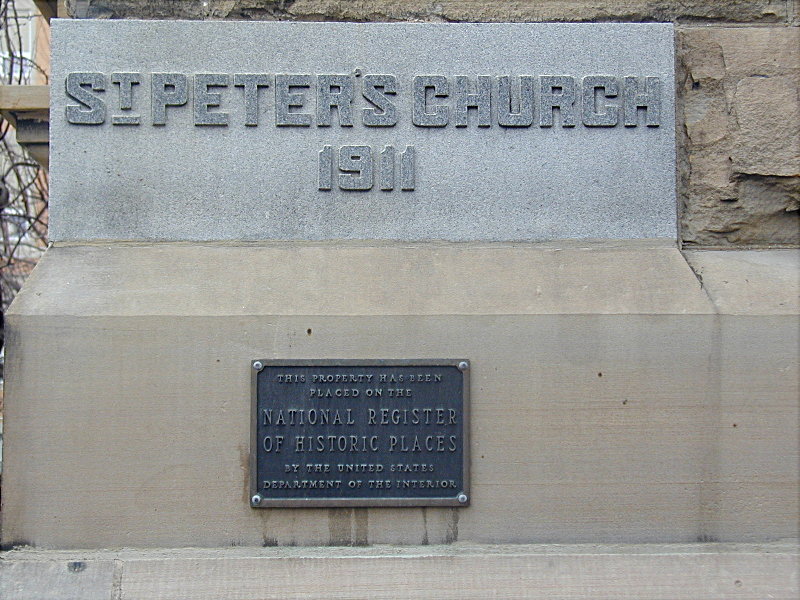 ST PETER'S CHURCH
1911
THIS PROPERTY HAS BEEN
PLACED ON THE
NATIONAL REGISTER
OF HISTORIC PLACES
BY THE UNITED STATES
DEPARTMENT OF THE INTERIOR